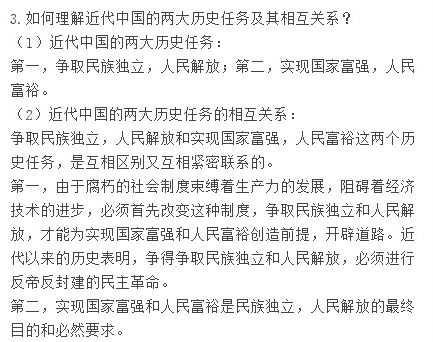 3.如何理解近代中国的两大历史任务及其相互关系？
（1）近代中国的两大历史任务：
第一，争取民族独立，人民解放；第二，实现国家富强，人民
富裕。
（2）近代中国的两大历史任务的相互关系：
争取民族独立，人民解放和实现国家富强，人民富裕这两个历
史任务，是互相区别又互相紧密联系的。
第一，由于腐朽的社会制度束缚着生产力的发展，阻碍着经济
技术的进步，必须首先改变这种制度，争取民族独立和人民解
放，才能为实现国家富强和人民富裕创造前提，开辟道路。近
代以来的历史表明，争得争取民族独立和人民解放，必须进行
反帝反封建的民主革命。
第二，实现国家富强和人民富裕是民族独立，人民解放的最终
目的和必然要求。